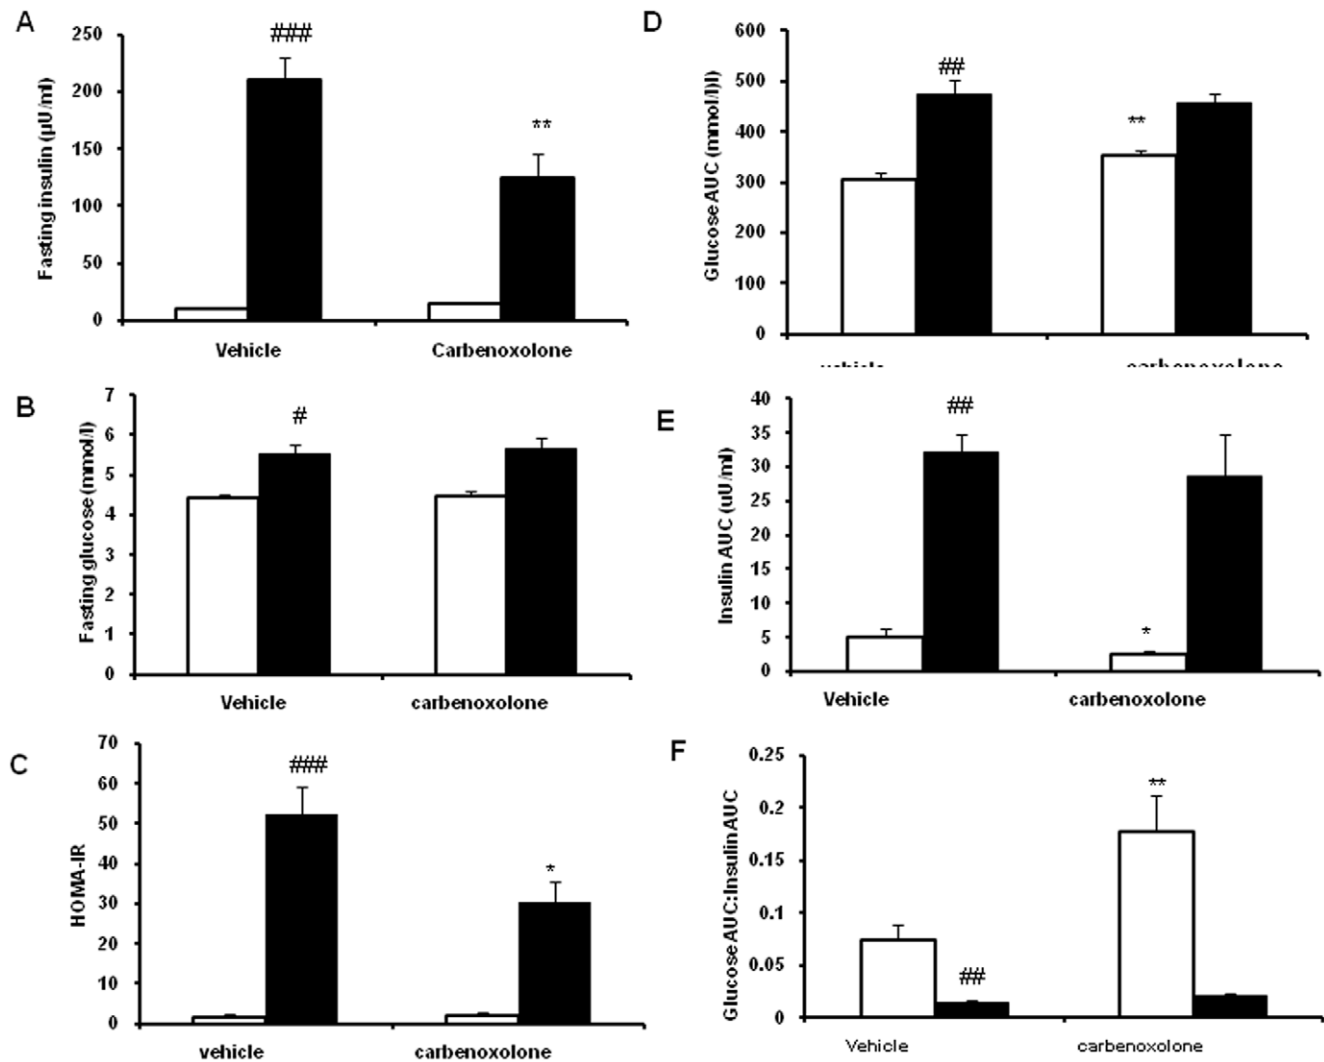 A
Fasting insulin (µU/ml)
250
200
150
100
50
0
###
**
Vehicle
Carbenoxolone
B
Fasting glucose (mmol/l)
7
6
5
4
3
2
1
0
#
Vehicle
carbenoxolone
C
HOMA-IR
70
60
50
40
30
20
10
0
###
*
vehicle
carbenoxolone
D
Glucose AUC (mmol/l)l
600
500
400
300
200
100
0
##
**
vehicle
carbenoxolone
E
Insulin AUC (uU/ml)
40
35
30
25
20
15
10
5
0
##
*
Vehicle
carbenoxolone
F
Glucose AUC:Insulin AUC
0.25
0.2
0.15
0.1
0.05
0
##
**
Vehicle
carbenoxolone